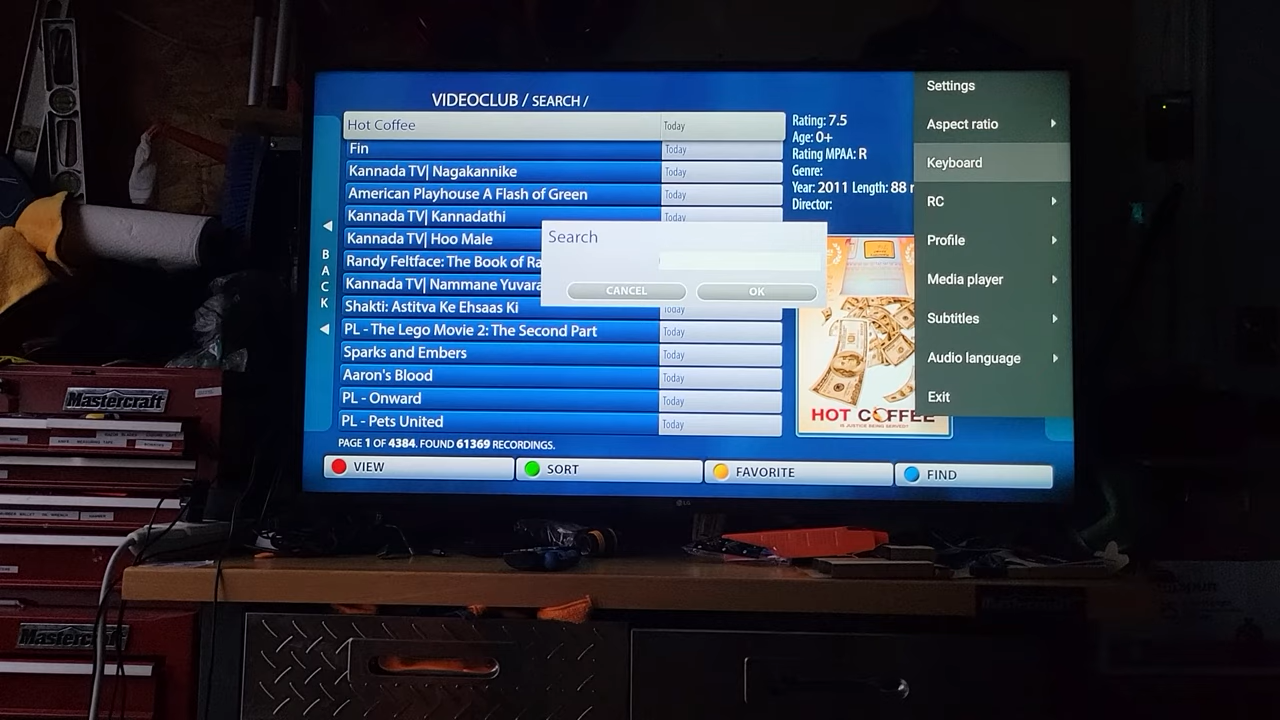 VIDEOCLUB / SEARCH /
Hot Coffee Today
Fin Today
Kannada TV| Nagakannike Today
American Playhouse A Flash of Green Today
Kannada TV| Kannadathi Today
Kannada TV| Hoo Male
Randy Feltface: The Book of Ra
Kannada TV| Nammane Yuvara
Shakti: Astitva Ke Ehsaas Ki Today
PL - The Lego Movie 2: The Second Part Today
Sparks and Embers Today
Aaron's Blood Today
PL - Onward Today
PL - Pets United Today
PAGE 1 OF 4384. FOUND 61369 RECORDINGS.
BACK
Search
CANCEL OK
Rating: 7.5
Age: 0+
Rating MPAA: R
Genre:
Year: 2011 Length: 88 
Director:
HOT COFFEE
IS JUSTICE BEING SERVED?
Settings
Aspect ratio
Keyboard
RC
Profile
Media player
Subtitles
Audio language
Exit
VIEW SORT FAVORITE FIND
LG
Mastercraft
Mastercraft